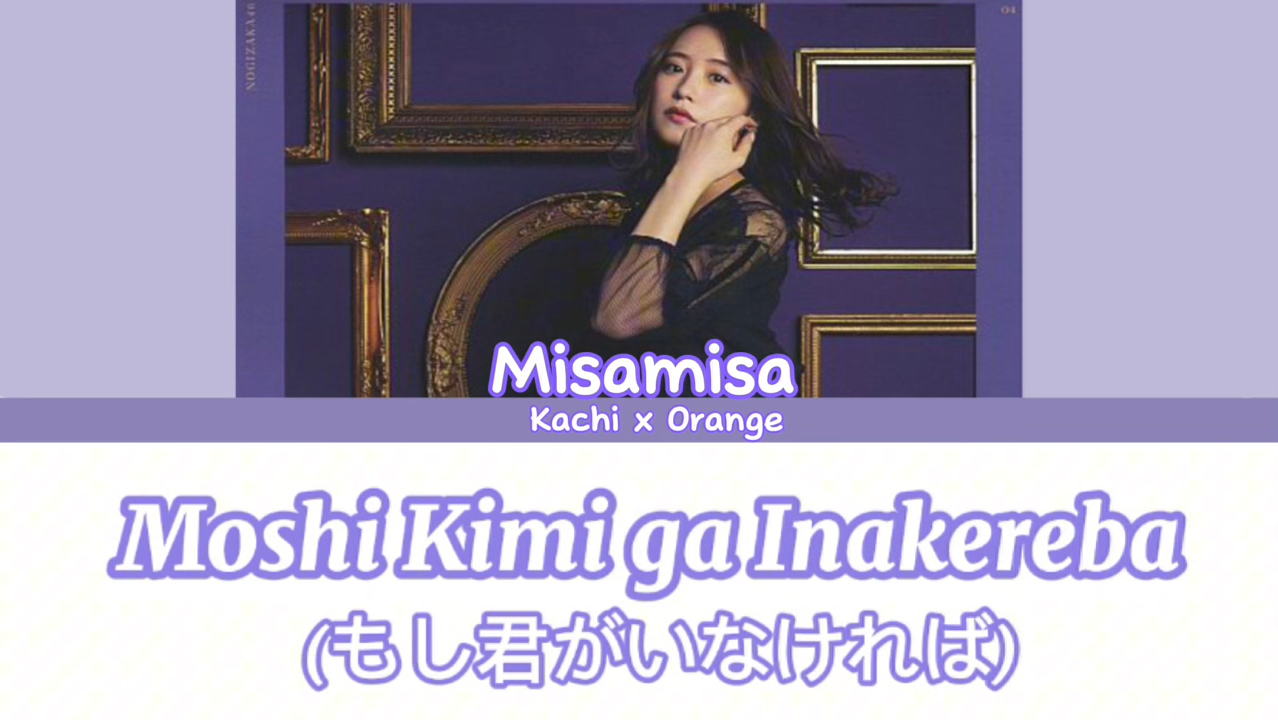 NOGIZAKA46
04
Misamisa
Kachi x Orange
Moshi Kimi ga Inakereba
(もし君がいなければ)